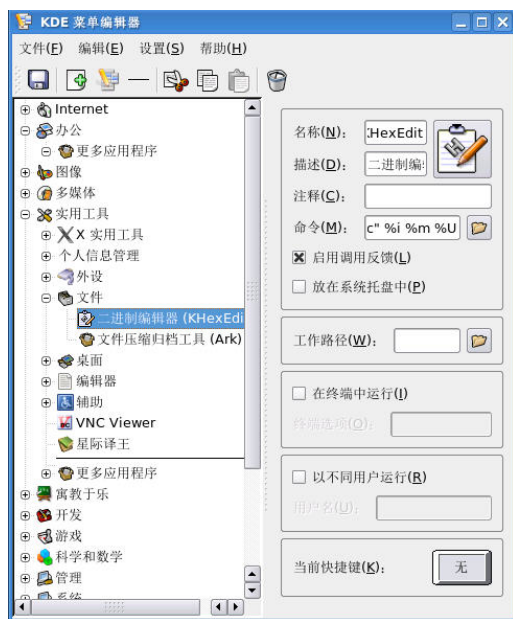 KDE 菜单编辑器
文件(F) 编辑(E) 设置(S) 帮助(H)
Internet
办公
更多应用程序
图像
多媒体
实用工具
X 实用工具
个人信息管理
外设
文件
二进制编辑器 (KHexEdi
文件压缩归档工具 (Ark)
桌面
编辑器
辅助
VNC Viewer
星际译王
更多应用程序
寓教于乐
开发
游戏
科学和数学
管理
系统
名称(N): KHexEdit
描述(D): 二进制编
注释(C):
命令(M): c" %i %m %U
启用调用反馈(L)
放在系统托盘中(P)
工作路径(W):
在终端中运行(I)
终端选项(O):
以不同用户运行(R)
用户名(U):
当前快捷键(K): 无